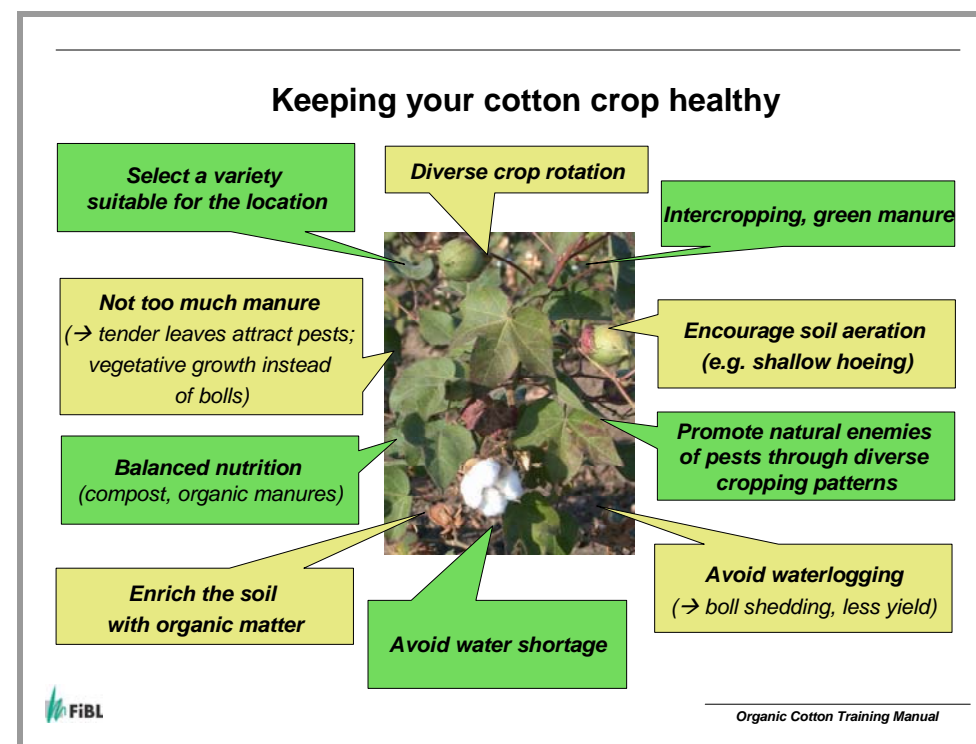 Keeping your cotton crop healthy
Select a variety
suitable for the location
Diverse crop rotation
Intercropping, green manure
Not too much manure
(→ tender leaves attract pests;
vegetative growth instead
of bolls)
Encourage soil aeration
(e.g. shallow hoeing)
Balanced nutrition
(compost, organic manures)
Promote natural enemies
of pests through diverse
cropping patterns
Enrich the soil
with organic matter
Avoid water shortage
Avoid waterlogging
(→ boll shedding, less yield)
FiBL
Organic Cotton Training Manual